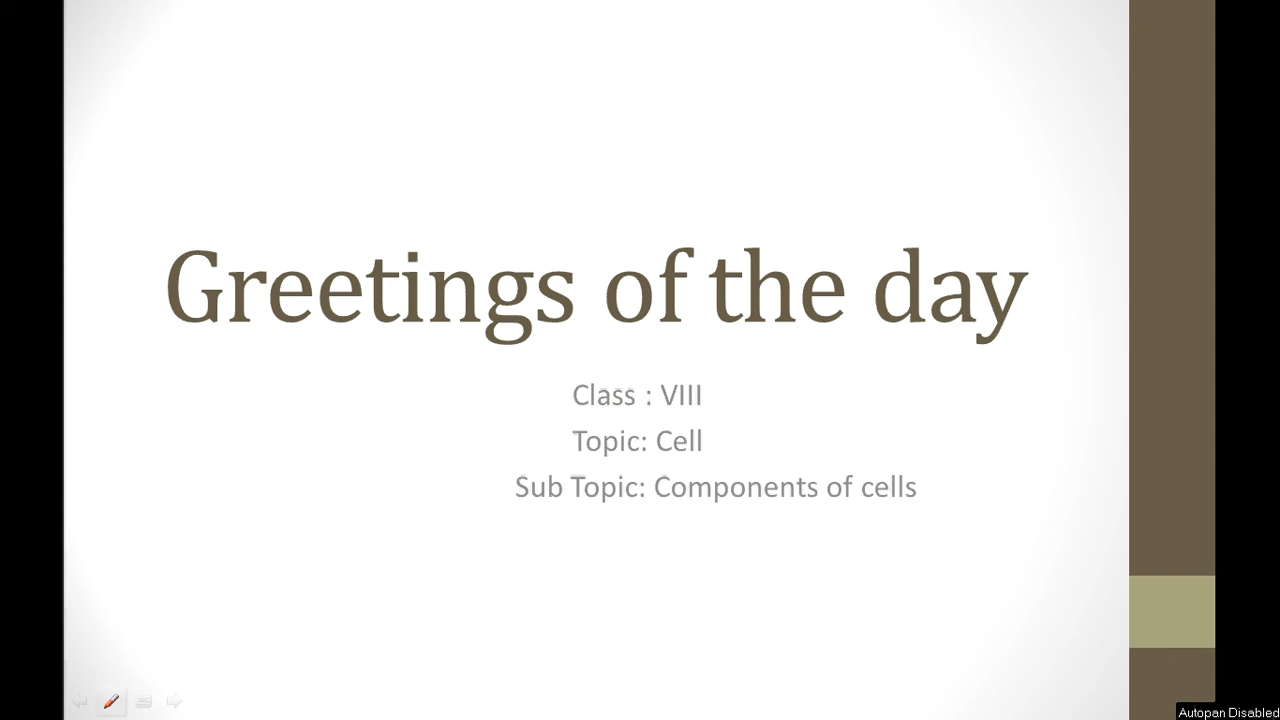 Greetings of the day
Class : VIII
Topic: Cell
Sub Topic: Components of cells
Autopan Disabled